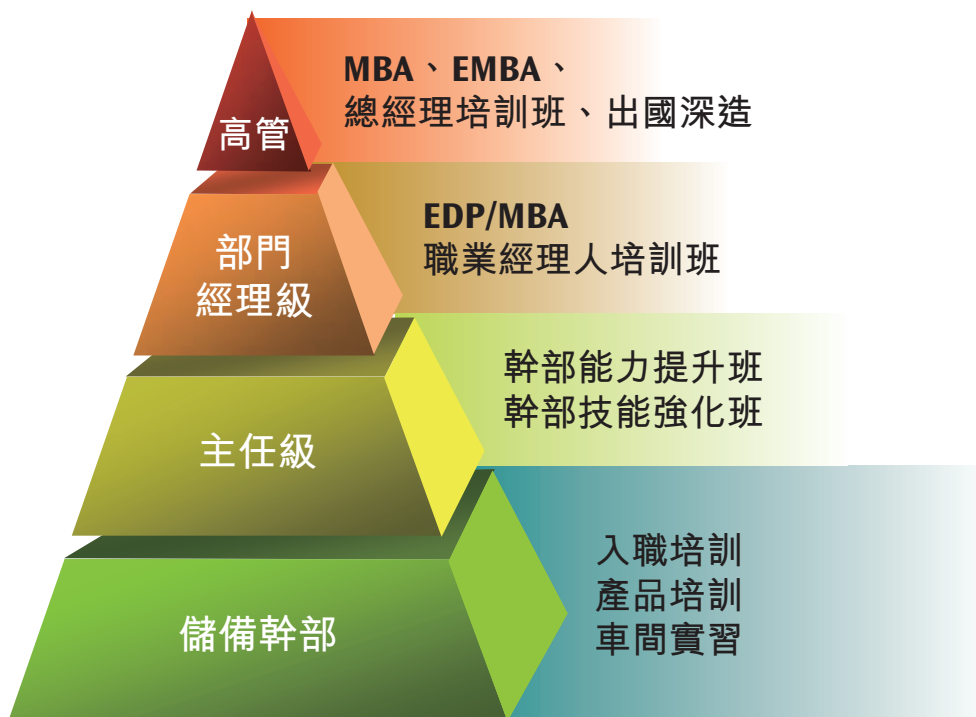 高管
MBA、EMBA、
總經理培訓班、出國深造
部門
經理級
EDP/MBA
職業經理人培訓班
主任級
幹部能力提升班
幹部技能強化班
儲備幹部
入職培訓
產品培訓
車間實習